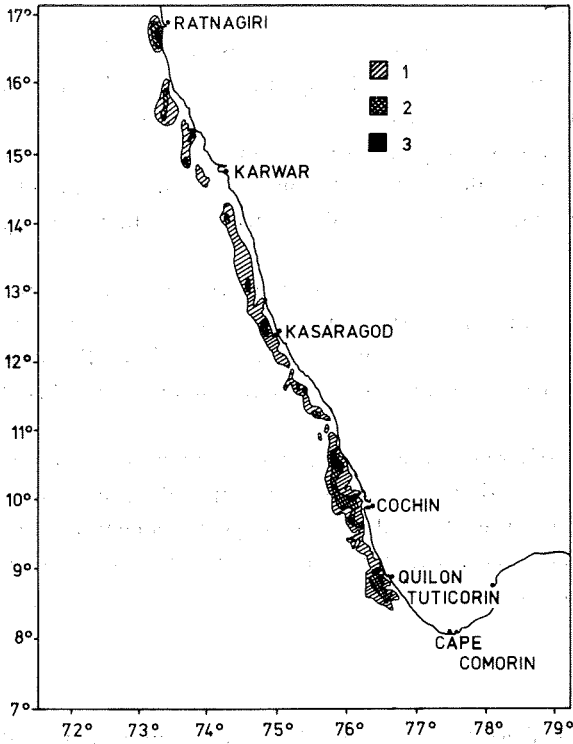 17°
RATNAGIRI
16°
1
2
15°
3
KARWAR
14°
13°
KASARAGOD
12°
11°
10°
COCHIN
9°
QUILON
TUTICORIN
8°
CAPE
COMORIN
7°
72° 73° 74° 75° 76° 77° 78° 79°